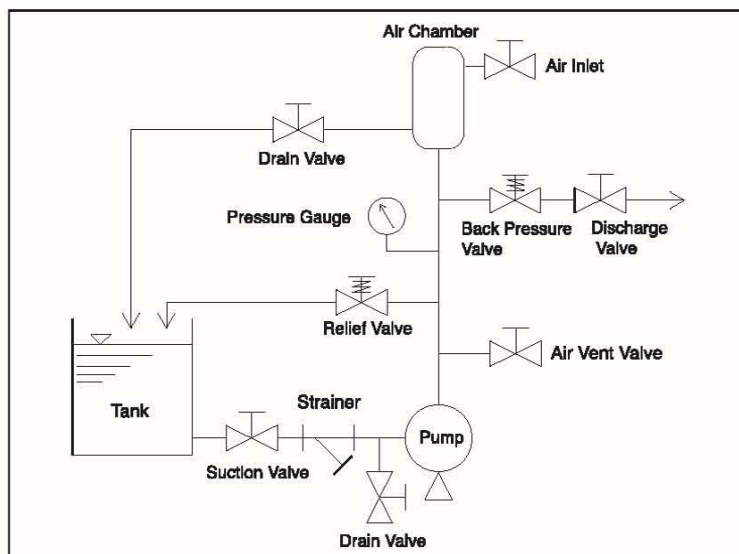 Air Chamber
Air Inlet
Drain Valve
Pressure Gauge
Back Pressure
Valve
Discharge
Valve
Relief Valve
Air Vent Valve
Tank
Strainer
Pump
Suction Valve
Drain Valve